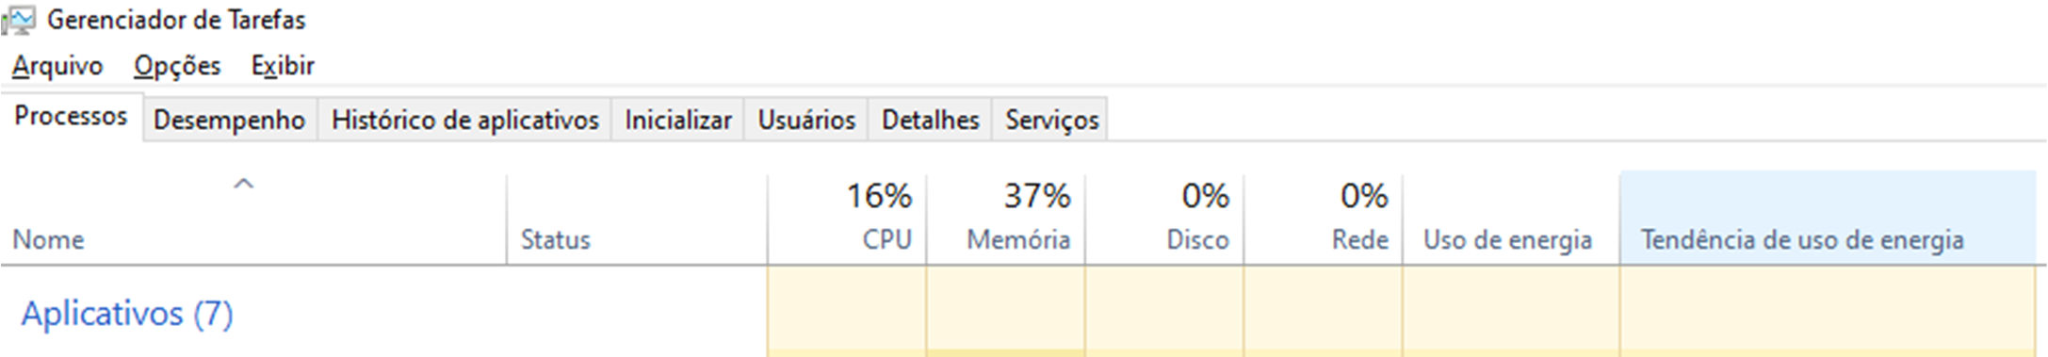 Gerenciador de Tarefas
Arquivo Opções Exibir
Processos Desempenho Histórico de aplicativos Inicializar Usuários Detalhes Serviços
16% 37% 0% 0%
Nome Status CPU Memória Disco Rede Uso de energia Tendência de uso de energia
Aplicativos (7)